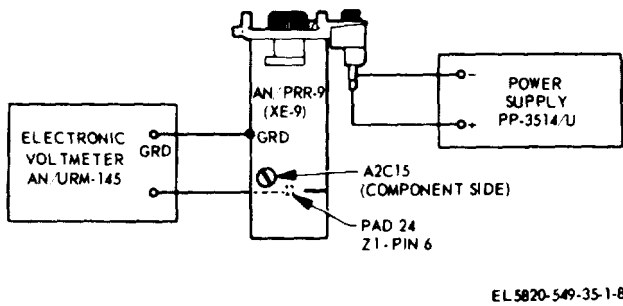 AN/PRR-9
(XE-9)
GRD
ELECTRONIC
VOLTMETER
AN/URM-145
GRD
POWER
SUPPLY
PP-3514/U
-
+
A2C15
(COMPONENT SIDE)
PAD 24
Z1-PIN 6
EL5820-549-35-1-8